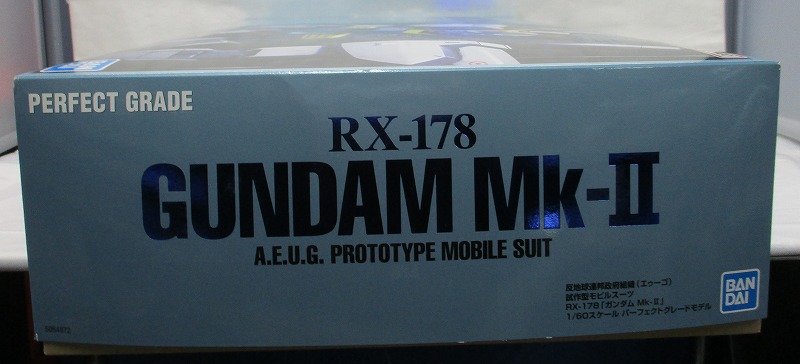 BANDAI
PERFECT GRADE
RX-178
GUNDAM Mk-II
A.E.U.G. PROTOTYPE MOBILE SUIT
反地球連邦政府組織(エゥーゴ)
試作型モビルスーツ
RX-178「ガンダム Mk-Ⅱ」
1/60スケール パーフェクトグレードモデル
BAN
DAI